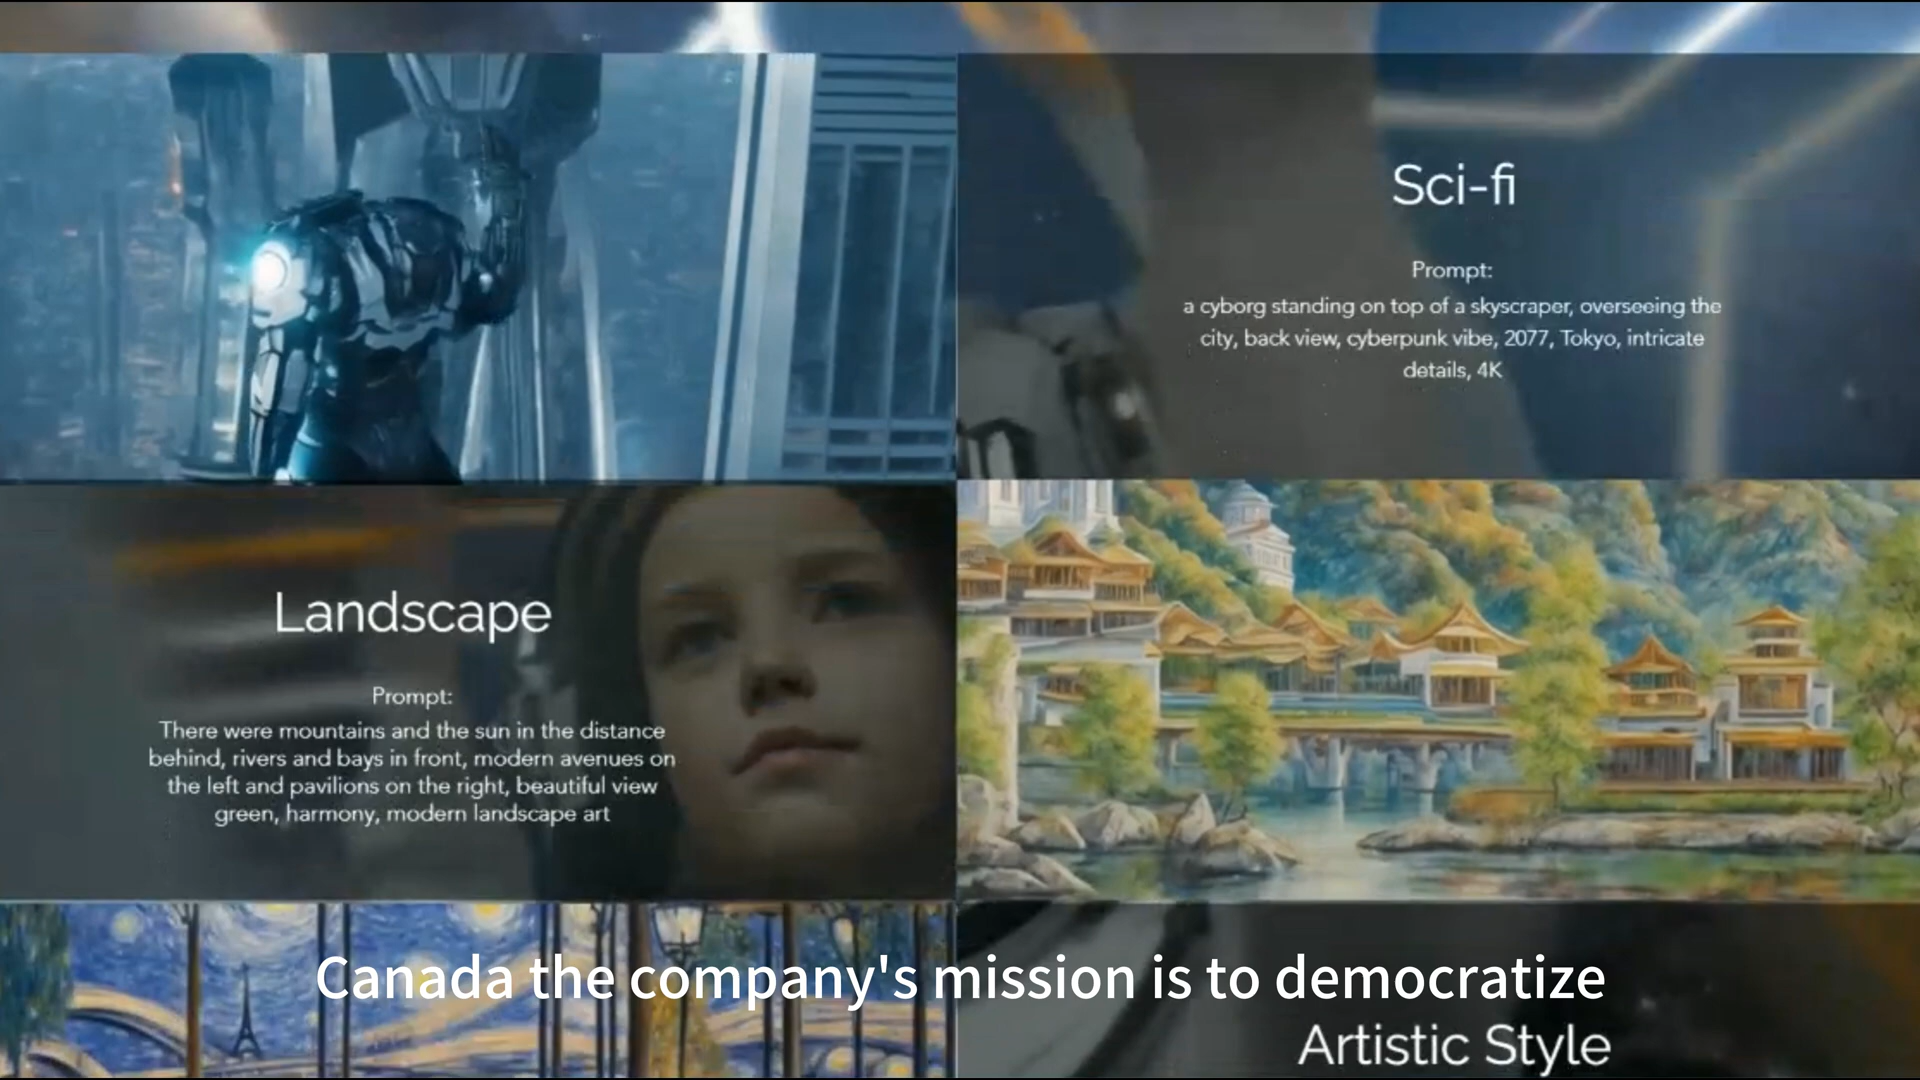 Sci-fi
Prompt:
a cyborg standing on top of a skyscraper, overseeing the
city, back view, cyberpunk vibe, 2077, Tokyo, intricate
details, 4K
Landscape
Prompt:
There were mountains and the sun in the distance
behind, rivers and bays in front, modern avenues on
the left and pavilions on the right, beautiful view
green, harmony, modern landscape art
Canada the company's mission is to democratize
Artistic Style